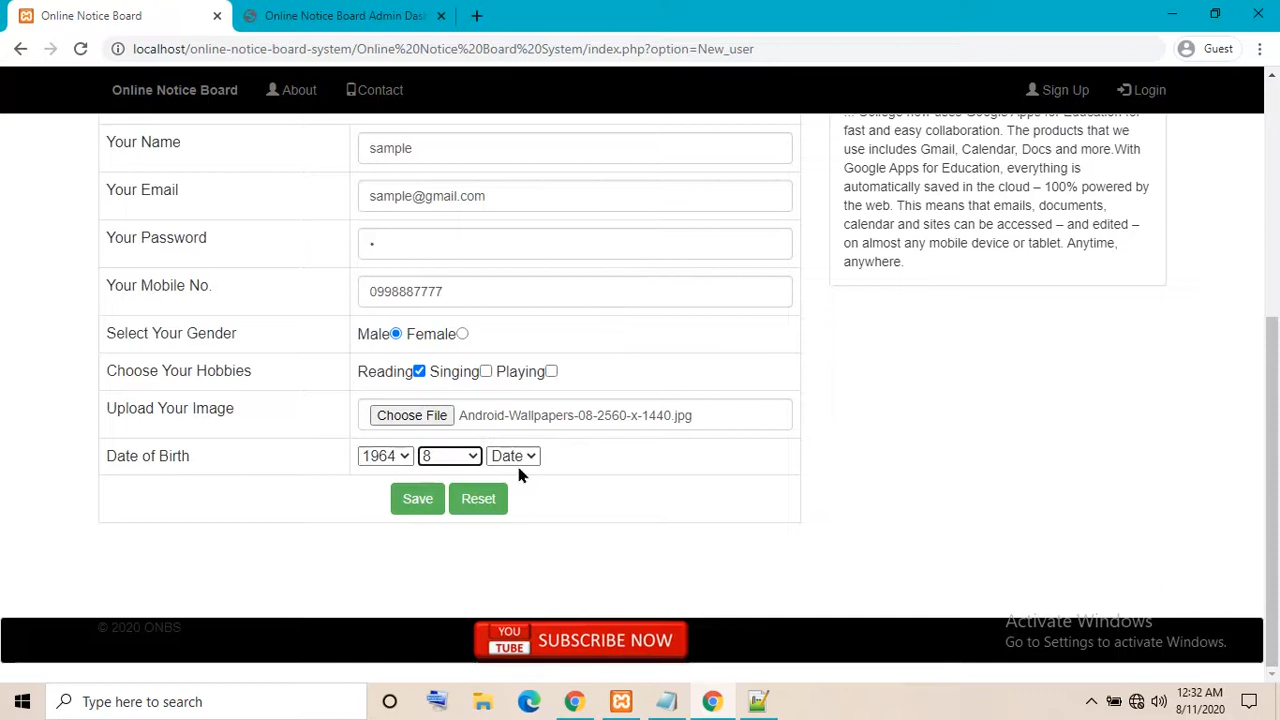 Online Notice Board
Online Notice Board Admin Das
localhost/online-notice-board-system/Online%20Notice%20Board%20System/index.php?option=New_user
Guest
Online Notice Board About Contact Sign Up Login
Your Name sample
Your Email sample@gmail.com
Your Password •
Your Mobile No. 0998887777
Select Your Gender Male Female
Choose Your Hobbies Reading Singing Playing
Upload Your Image Choose File Android-Wallpapers-08-2560-x-1440.jpg
Date of Birth 1964 8 Date
Save Reset
... College now uses Google Apps for Education for
fast and easy collaboration. The products that we
use includes Gmail, Calendar, Docs and more.With
Google Apps for Education, everything is
automatically saved in the cloud – 100% powered by
the web. This means that emails, documents,
calendar and sites can be accessed – and edited –
on almost any mobile device or tablet. Anytime,
anywhere.
© 2020 ONBS
YOU
TUBE
SUBSCRIBE NOW
Activate Windows
Go to Settings to activate Windows.
Type here to search
12:32 AM
8/11/2020